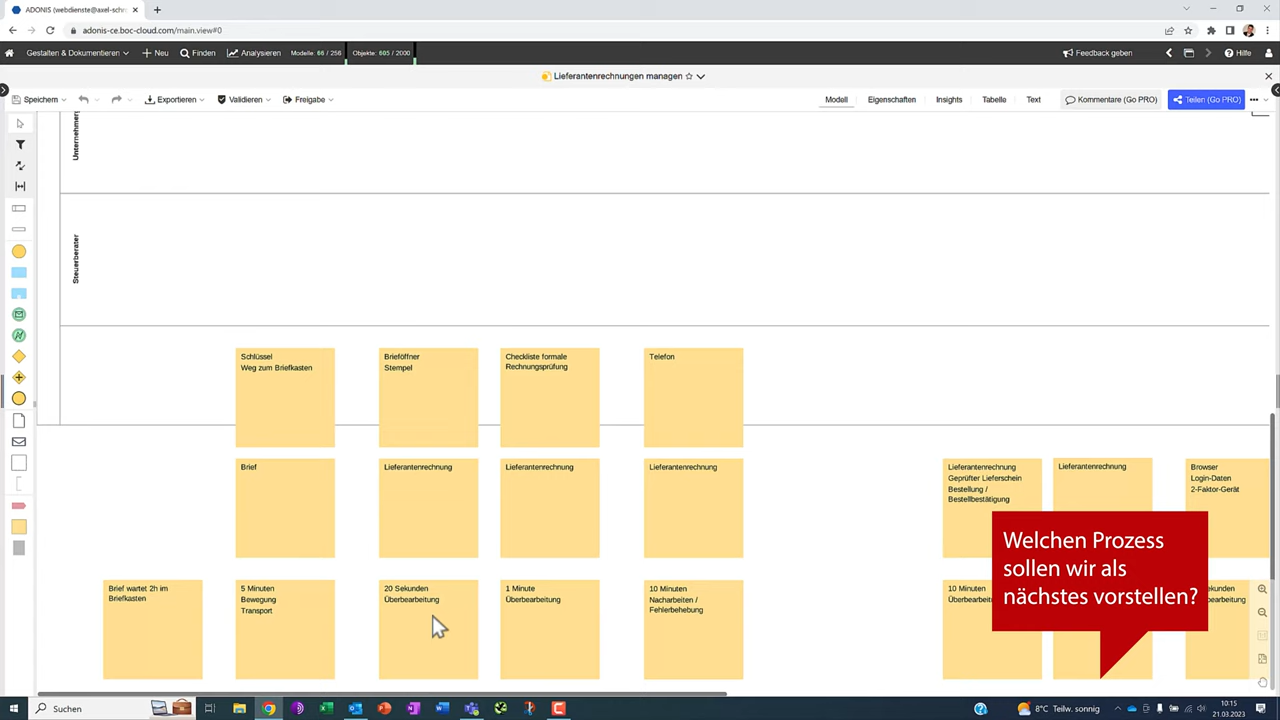 ADONIS (webdienste@axel-schr
adonis-ce.boc-cloud.com/main.view#0
Gestalten & Dokumentieren
Neu
Finden
Analysieren
Modelle: 66 / 256
Objekte: 605 / 2000
Feedback geben
Hilfe
Lieferantenrechnungen managen
Speichern
Exportieren
Validieren
Freigabe
Modell
Eigenschaften
Insights
Tabelle
Text
Kommentare (Go PRO)
Teilen (Go PRO)
Steuerberater
Schlüssel
Weg zum Briefkasten
Brieföffner
Stempel
Checkliste formale
Rechnungsprüfung
Telefon
Brief
Lieferantenrechnung
Lieferantenrechnung
Lieferantenrechnung
Lieferantenrechnung
Geprüfter Lieferschein
Bestellung /
Bestellbestätigung
Lieferantenrechnung
Browser
Login-Daten
2-Faktor-Gerät
Brief wartet 2h im
Briefkasten
5 Minuten
Bewegung
Transport
20 Sekunden
Überbearbeitung
1 Minute
Überbearbeitung
10 Minuten
Nacharbeiten /
Fehlerbehebung
10 Minuten
Welchen Prozess
sollen wir als
nächstes vorstellen?
Suchen
8°C Teilw. sonnig
10:15
21.03.2023